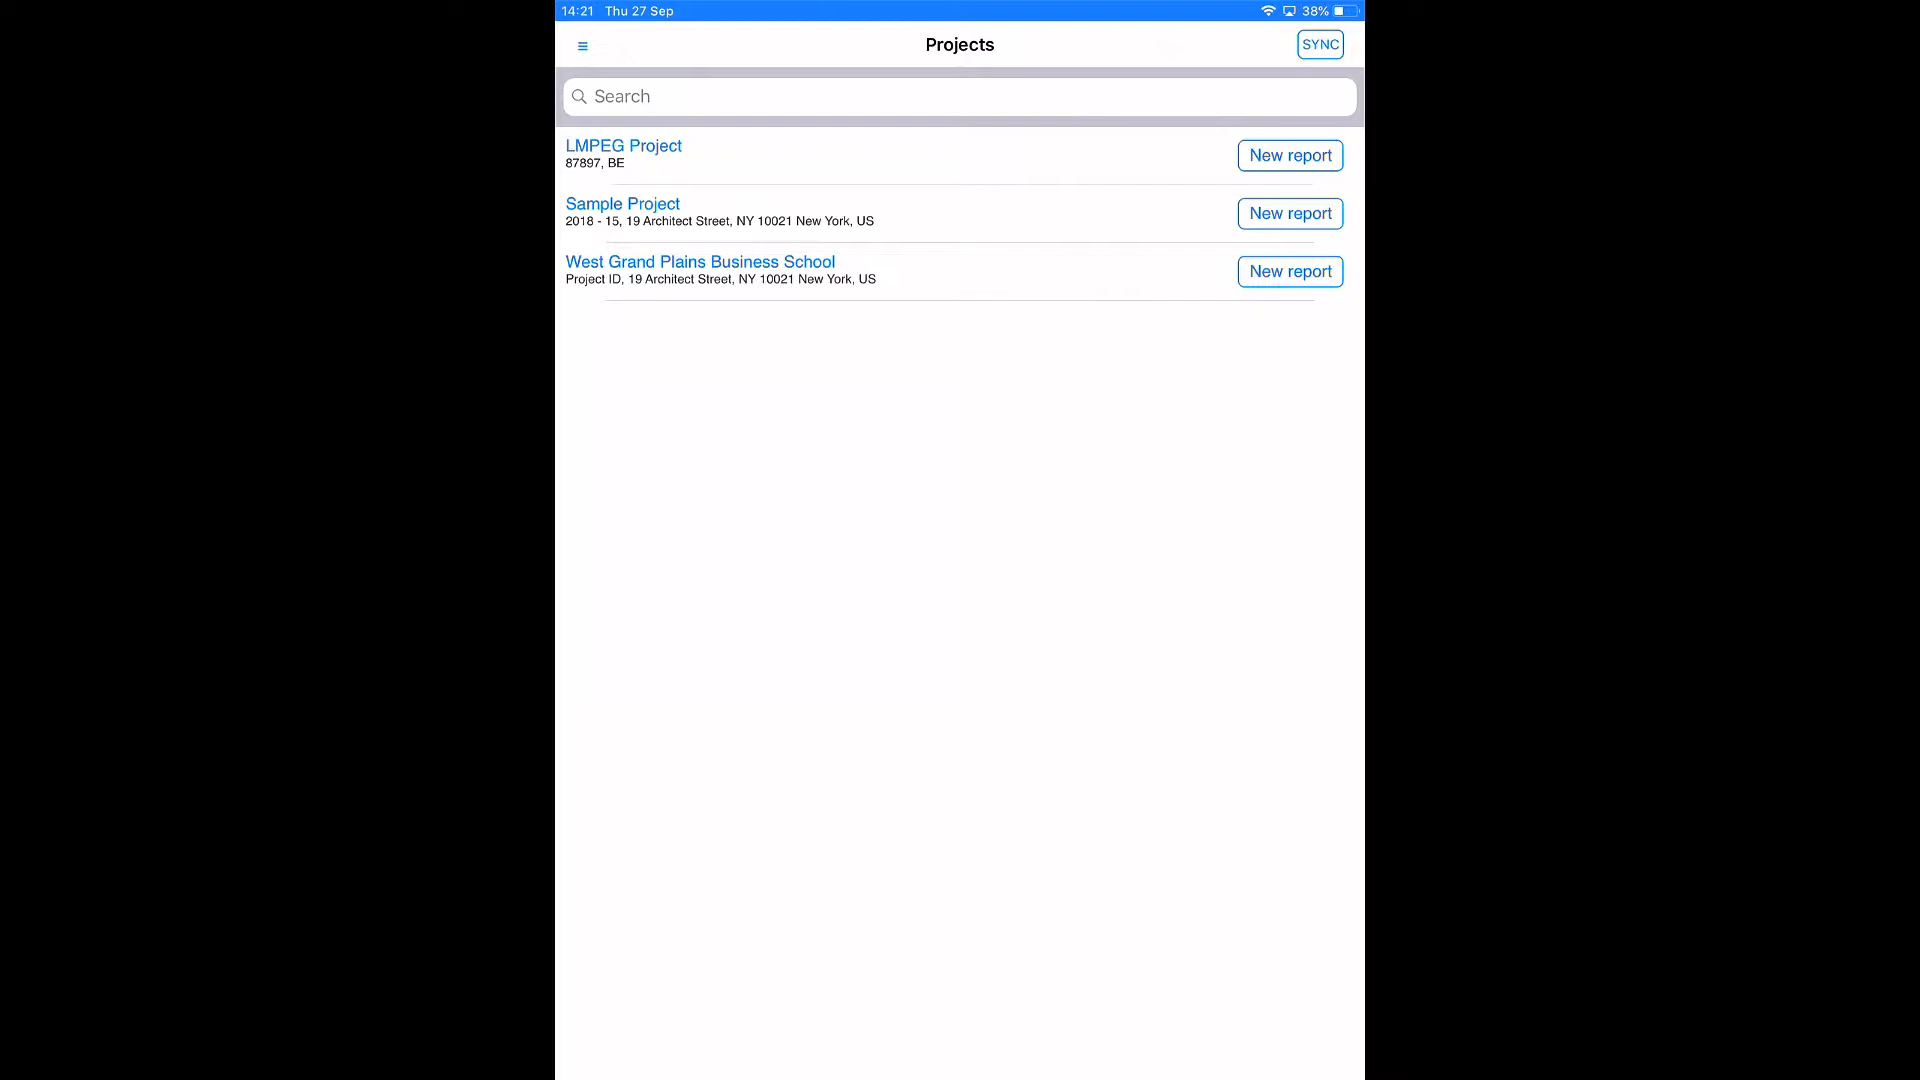 14:21 Thu 27 Sep 38%
Projects
SYNC
Search
LMPEG Project
87897, BE
New report
Sample Project
2018 - 15, 19 Architect Street, NY 10021 New York, US
New report
West Grand Plains Business School
Project ID, 19 Architect Street, NY 10021 New York, US
New report